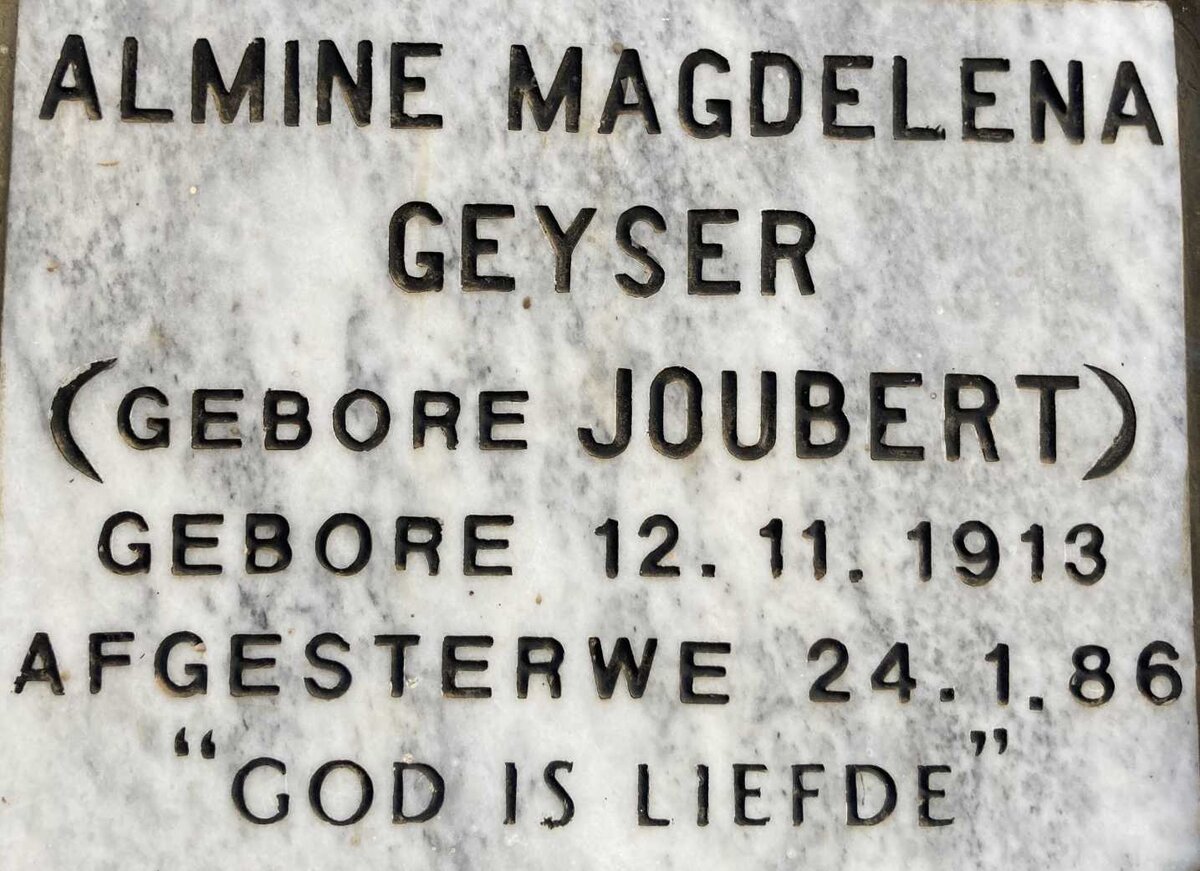 ALMINE MAGDELENA
GEYSER
(GEBORE JOUBERT)
GEBORE 12. 11. 1913
AFGESTERWE 24.1.86
“GOD IS LIEFDE”